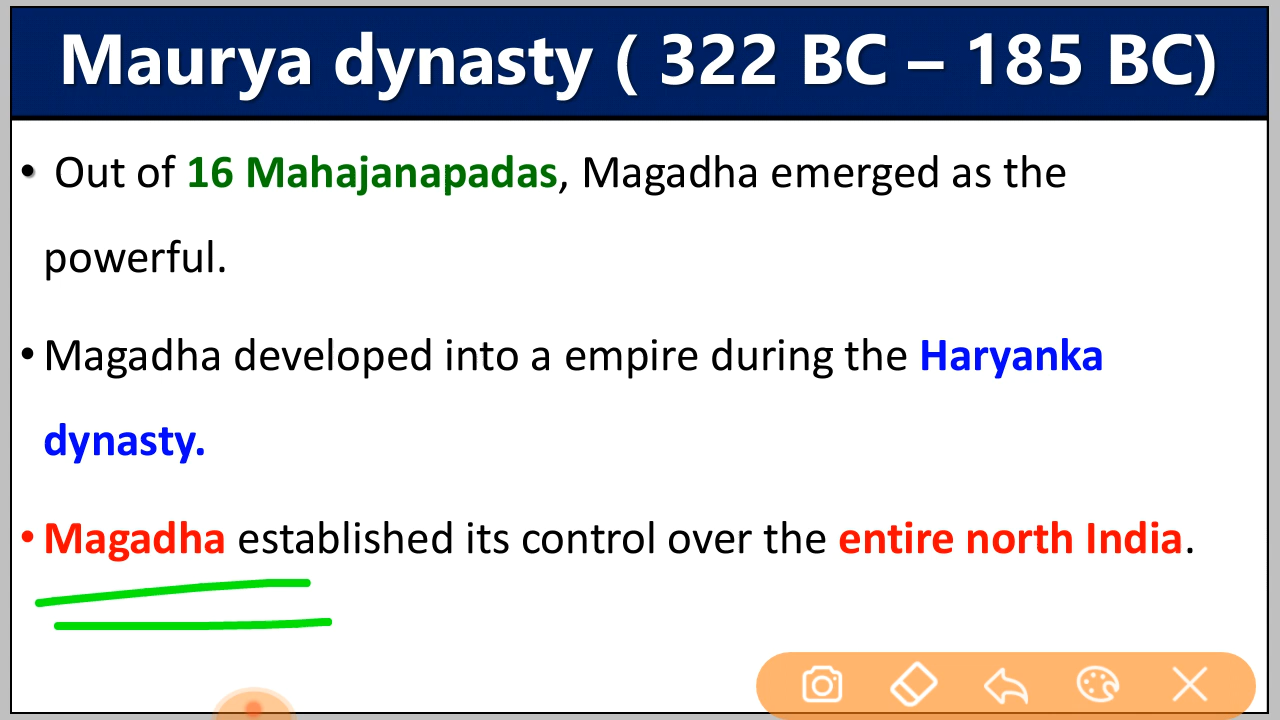 Maurya dynasty ( 322 BC – 185 BC)
• Out of 16 Mahajanapadas, Magadha emerged as the
powerful.
• Magadha developed into a empire during the Haryanka
dynasty.
• Magadha established its control over the entire north India.